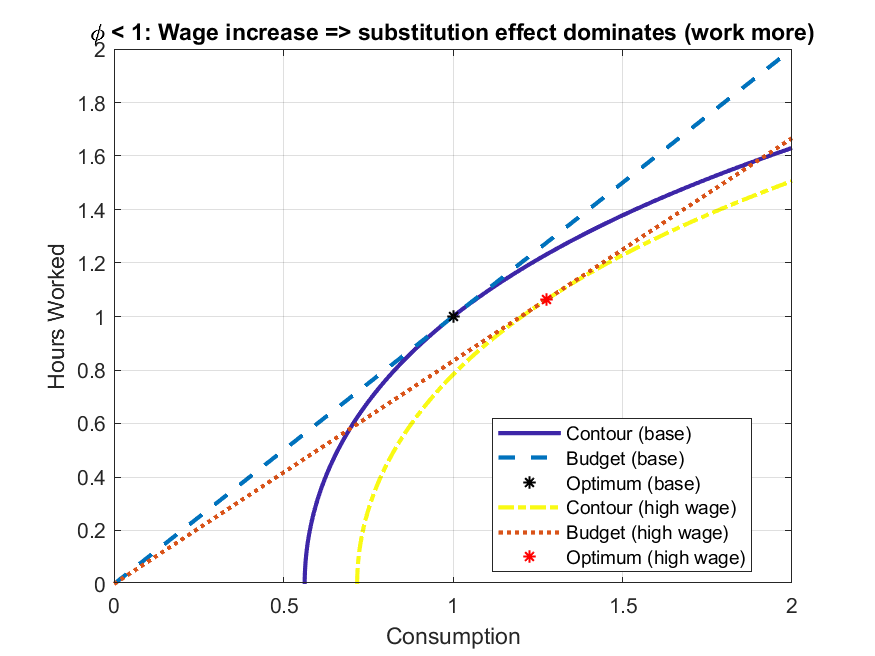 ϕ < 1: Wage increase => substitution effect dominates (work more)
2
1.8
1.6
1.4
1.2
1
0.8
0.6
0.4
0.2
0
Hours Worked
Contour (base)
Budget (base)
Optimum (base)
Contour (high wage)
Budget (high wage)
Optimum (high wage)
0 0.5 1 1.5 2
Consumption